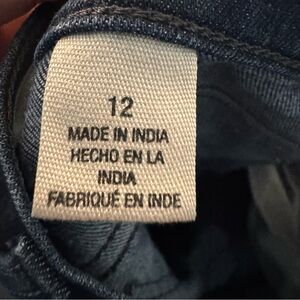 12
MADE IN INDIA
HECHO EN LA
INDIA
FABRIQUÉ EN INDE